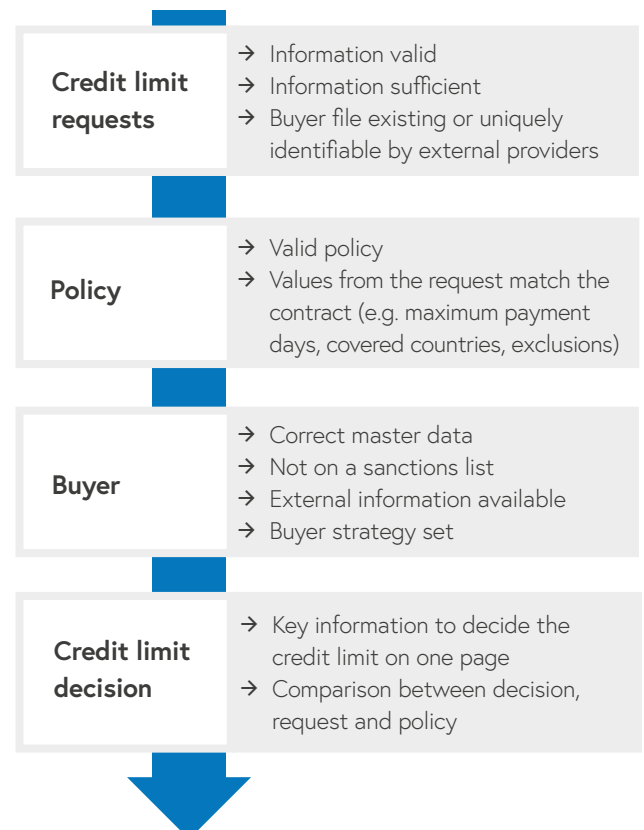 Credit limit
requests
→ Information valid
→ Information sufficient
→ Buyer file existing or uniquely
identifiable by external providers
Policy
→ Valid policy
→ Values from the request match the
contract (e.g. maximum payment
days, covered countries, exclusions)
Buyer
→ Correct master data
→ Not on a sanctions list
→ External information available
→ Buyer strategy set
Credit limit
decision
→ Key information to decide the
credit limit on one page
→ Comparison between decision,
request and policy